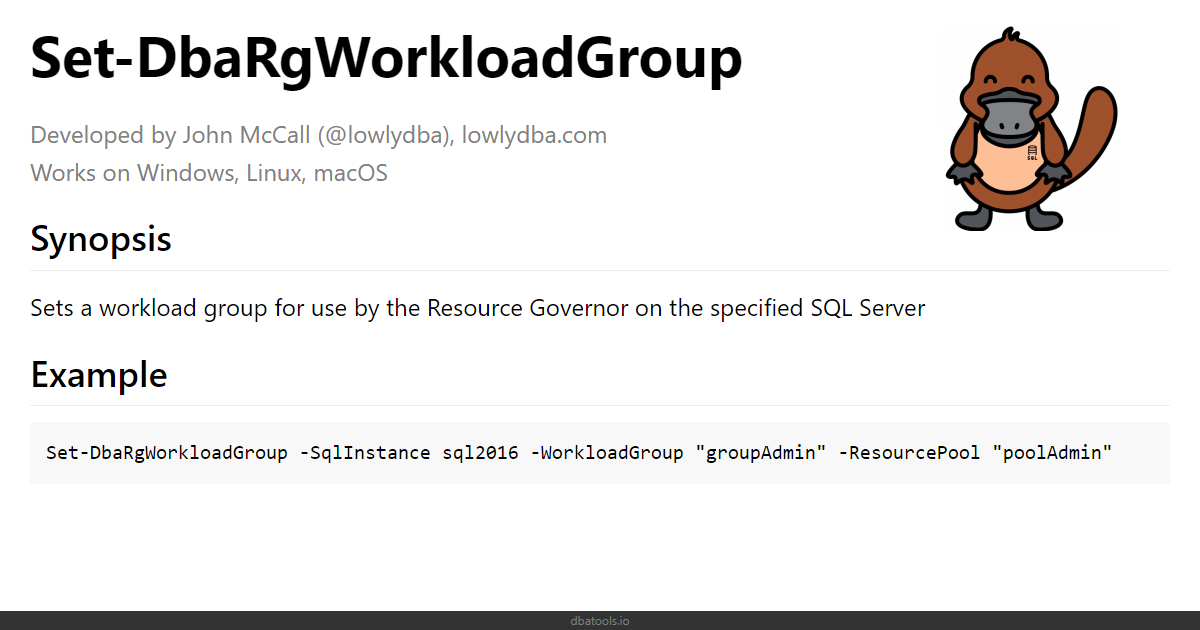 Set-DbaRgWorkloadGroup
Developed by John McCall (@lowlydba), lowlydba.com
Works on Windows, Linux, macOS
SQL
Synopsis
Sets a workload group for use by the Resource Governor on the specified SQL Server
Example
Set-DbaRgWorkloadGroup -SqlInstance sql2016 -WorkloadGroup "groupAdmin" -ResourcePool "poolAdmin"
dbatools.io